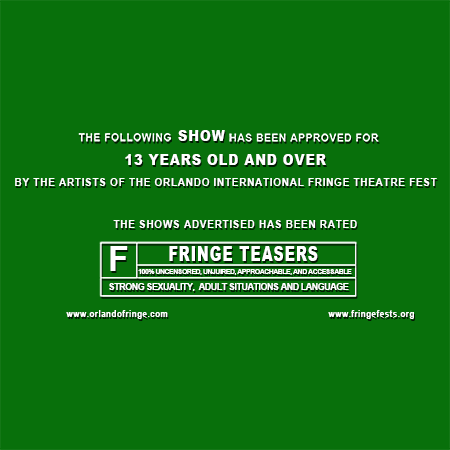 THE FOLLOWING SHOW HAS BEEN APPROVED FOR
13 YEARS OLD AND OVER
BY THE ARTISTS OF THE ORLANDO INTERNATIONAL FRINGE THEATRE FEST
THE SHOWS ADVERTISED HAS BEEN RATED
F FRINGE TEASERS
100% UNCENSORED, UNJUIRED, APPROACHABLE, AND ACCESSABLE
STRONG SEXUALITY, ADULT SITUATIONS AND LANGUAGE
www.orlandofringe.com www.fringefests.org